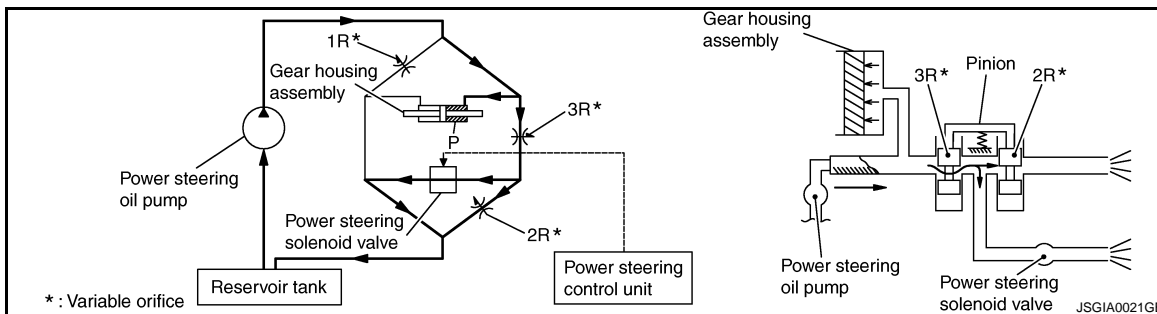 1R*
Gear housing
assembly
3R*
P
Power steering
oil pump
Power steering
solenoid valve
2R*
Reservoir tank
Power steering
control unit
* : Variable orifice
Gear housing
assembly
Pinion
3R*
2R*
Power steering
oil pump
Power steering
solenoid valve